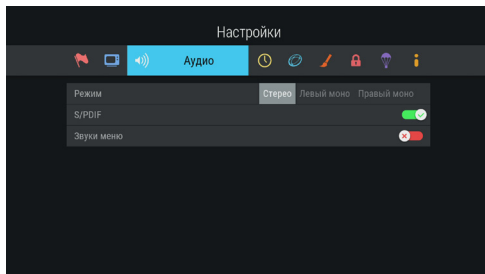 Настройки
Аудио
Режим Стерео Левый моно Правый моно
S/PDIF
Звуки меню